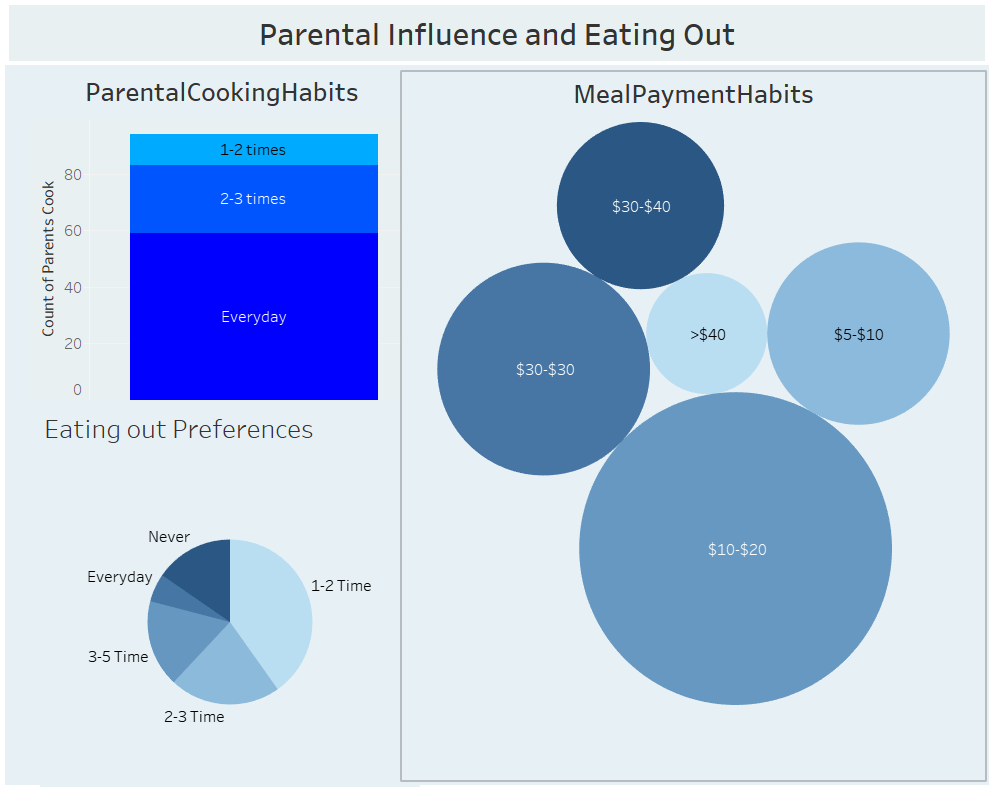 Parental Influence and Eating Out
ParentalCookingHabits
1-2 times
2-3 times
Everyday
Count of Parents Cook
80
60
40
20
0
Eating out Preferences
Never
Everyday
1-2 Time
3-5 Time
2-3 Time
MealPaymentHabits
$30-$40
>$40
$5-$10
$30-$30
$10-$20